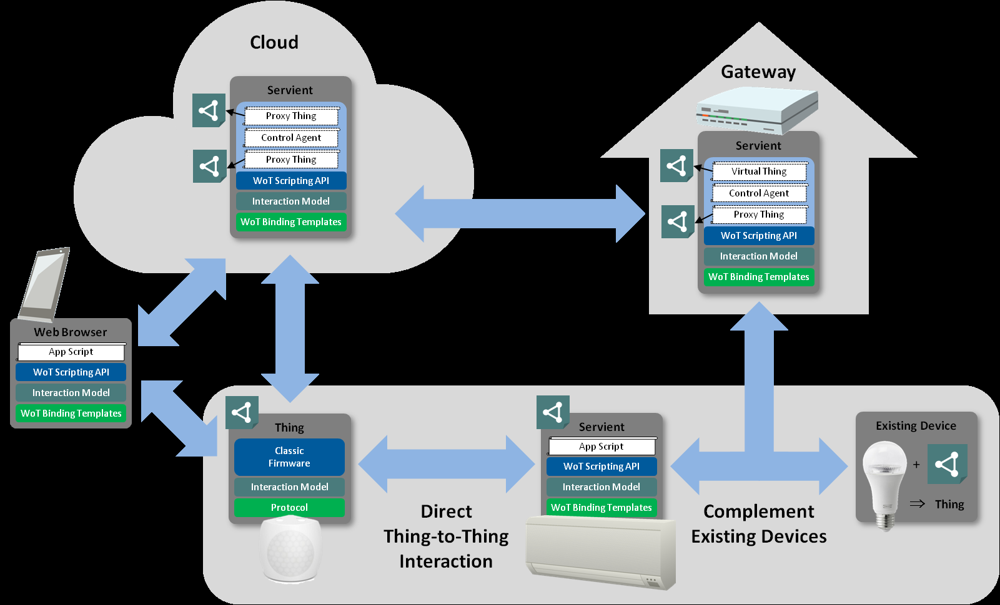 Cloud
Servient
Proxy Thing
Control Agent
Proxy Thing
WoT Scripting API
Interaction Model
WoT Binding Templates
Gateway
Servient
Virtual Thing
Control Agent
Proxy Thing
WoT Scripting API
Interaction Model
WoT Binding Templates
Web Browser
App Script
WoT Scripting API
Interaction Model
WoT Binding Templates
Thing
Classic
Firmware
Interaction Model
Protocol
Direct
Thing-to-Thing
Interaction
Servient
App Script
WoT Scripting API
Interaction Model
WoT Binding Templates
Complement
Existing Devices
Existing Device
+
⇒ Thing